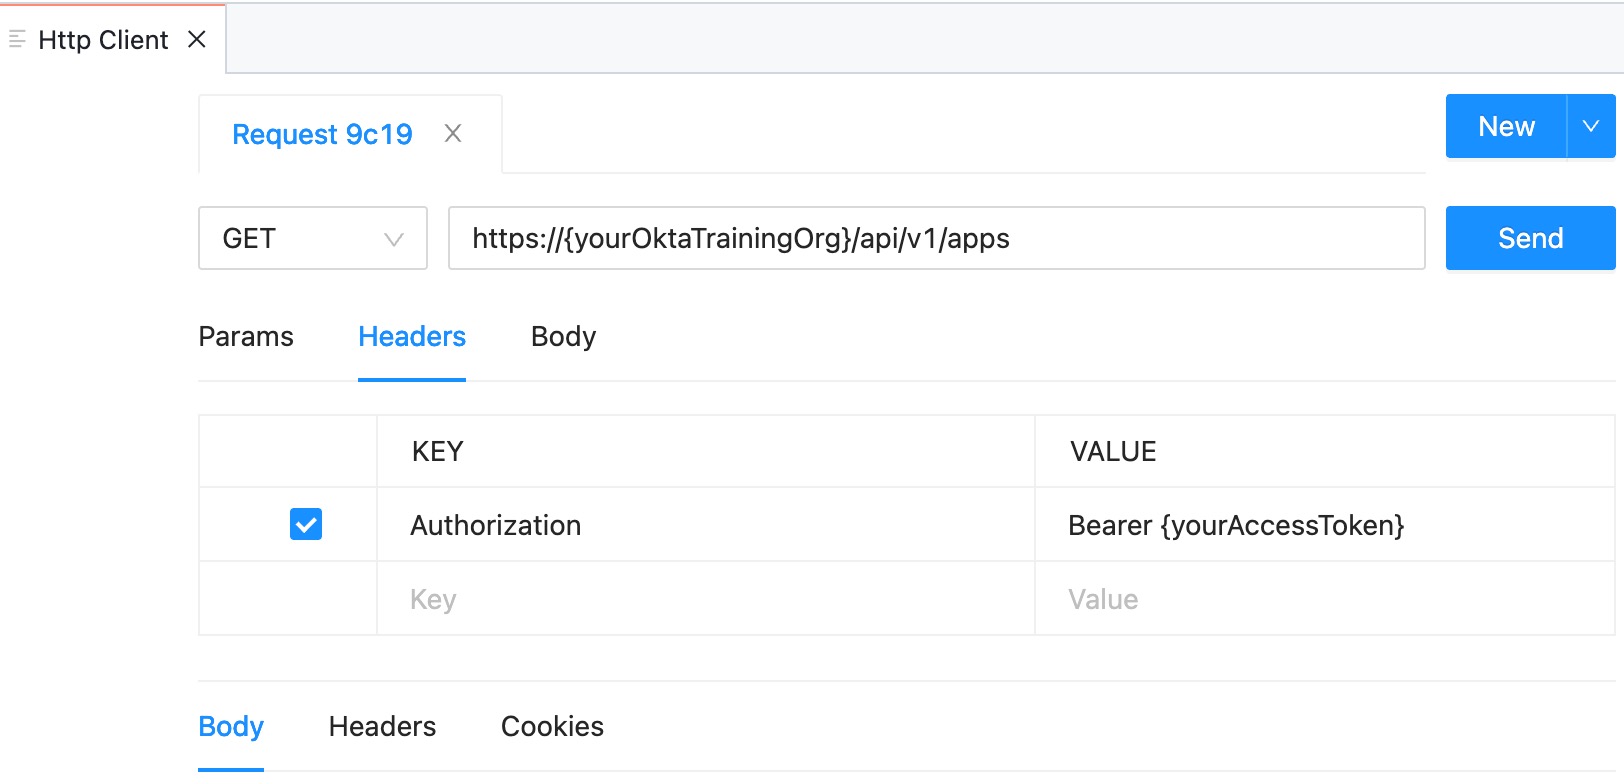 Http Client
Request 9c19
New
GET
https://{yourOktaTrainingOrg}/api/v1/apps
Send
Params Headers Body
KEY VALUE
Authorization Bearer {yourAccessToken}
Key Value
Body Headers Cookies